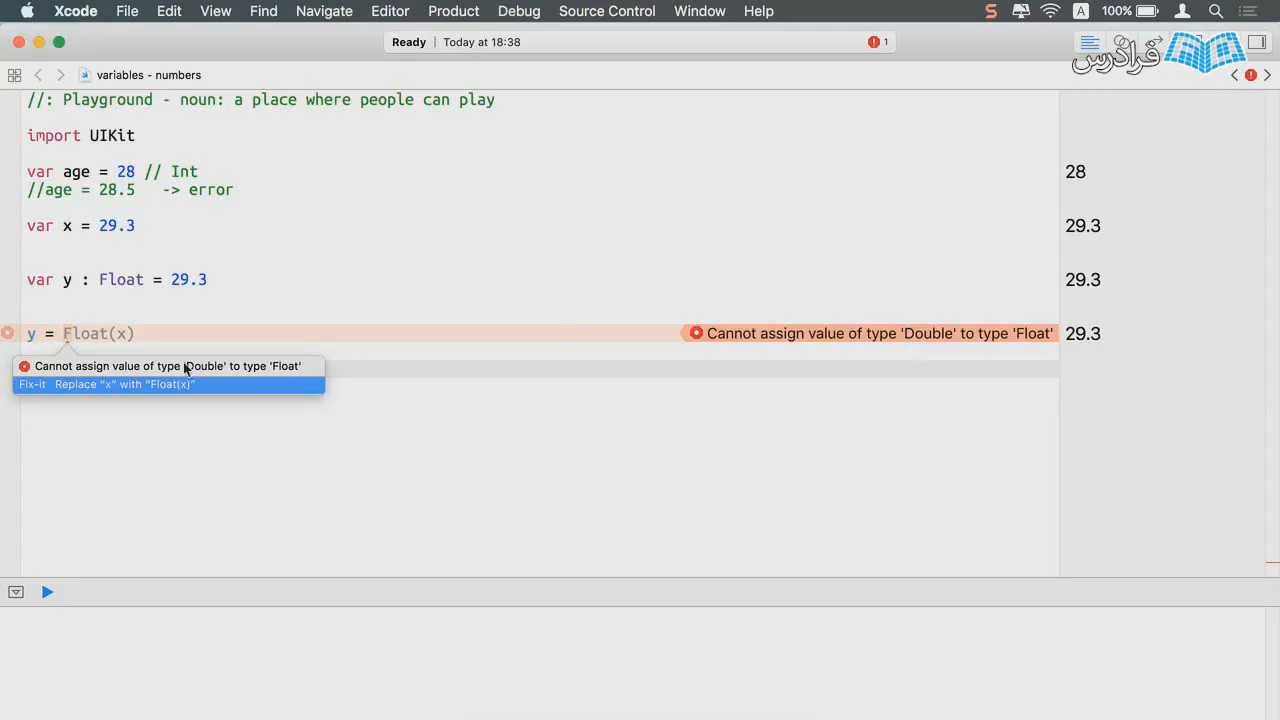 Xcode File Edit View Find Navigate Editor Product Debug Source Control Window Help S A 100%
Ready Today at 18:38 1
فرادرس
variables - numbers
//: Playground - noun: a place where people can play
import UIKit
var age = 28 // Int 28
//age = 28.5 -> error
var x = 29.3 29.3
var y : Float = 29.3 29.3
y = Float(x) Cannot assign value of type 'Double' to type 'Float' 29.3
Cannot assign value of type 'Double' to type 'Float'
Fix-it Replace “x” with “Float(x)”